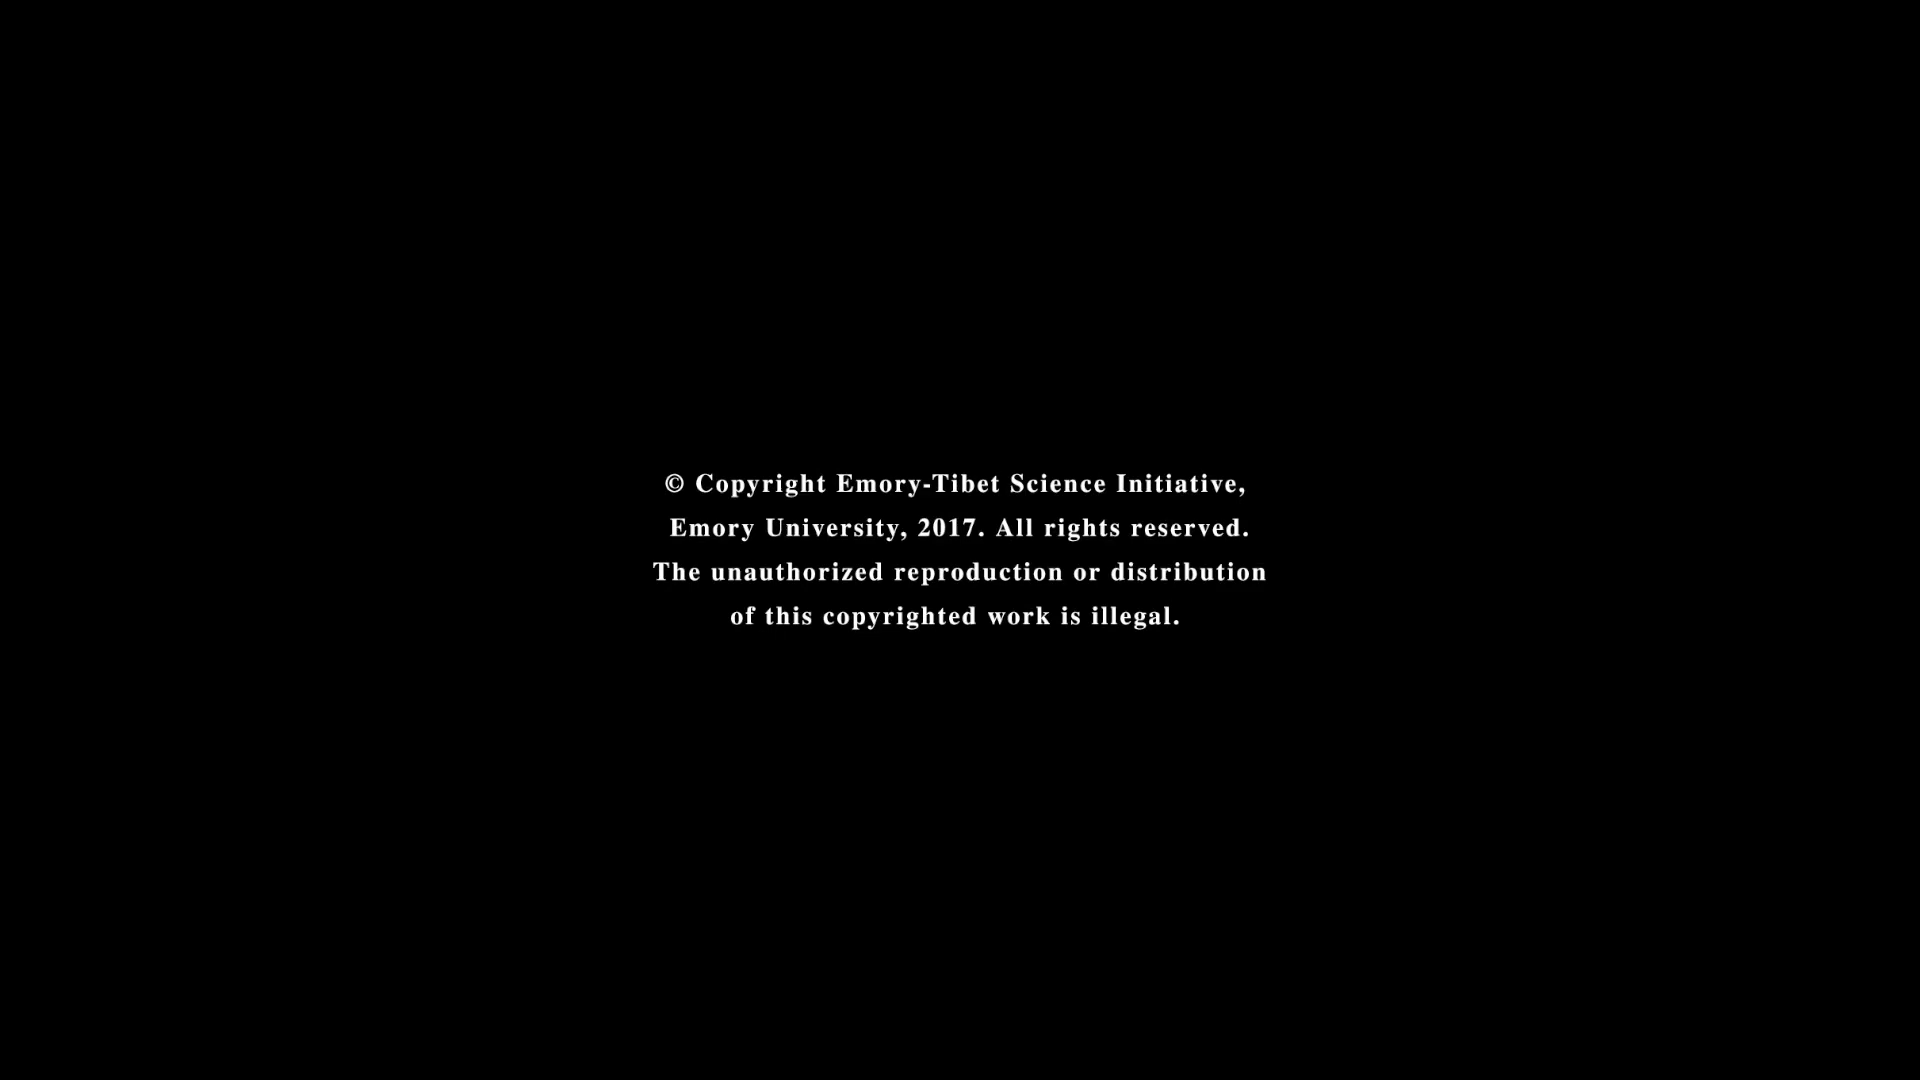 © Copyright Emory-Tibet Science Initiative,
Emory University, 2017. All rights reserved.
The unauthorized reproduction or distribution
of this copyrighted work is illegal.